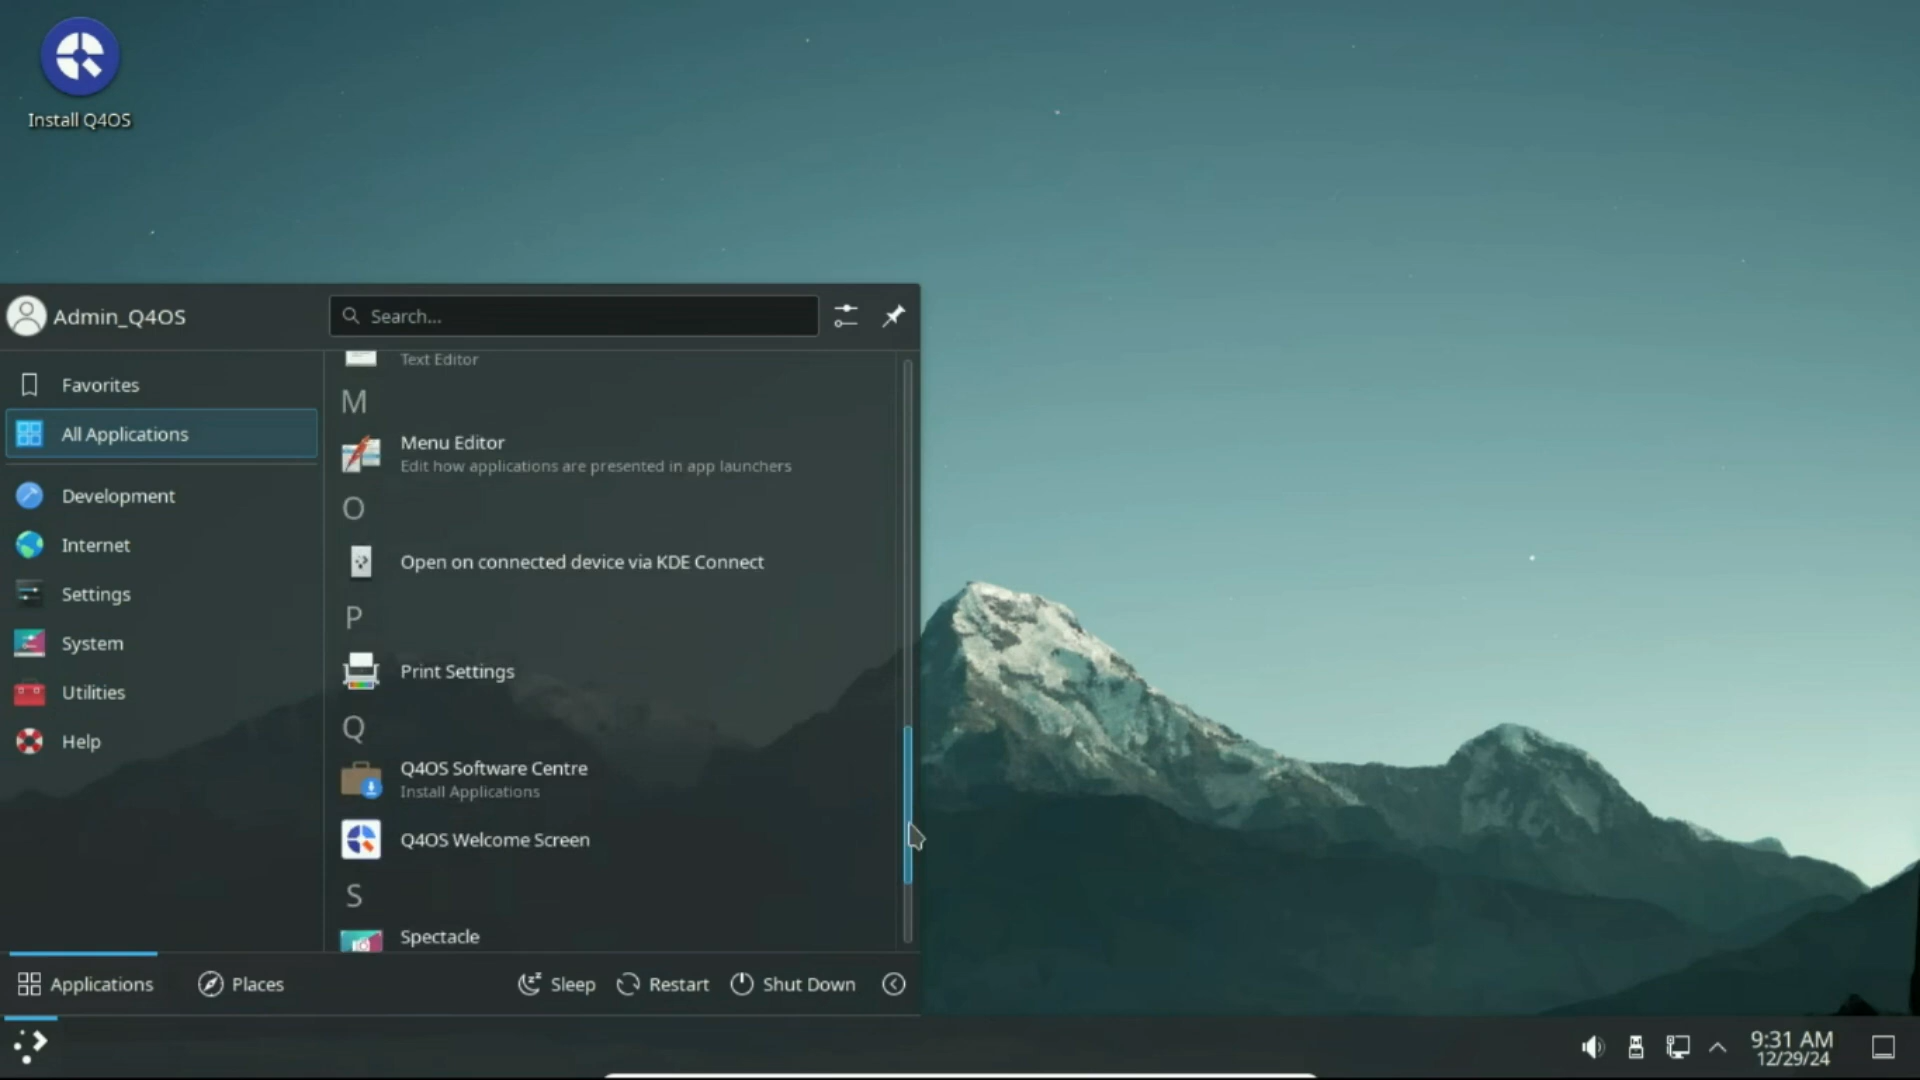 Install Q4OS
Admin_Q4OS
Search...
Favorites
All Applications
Development
Internet
Settings
System
Utilities
Help
Text Editor
M
Menu Editor
Edit how applications are presented in app launchers
O
Open on connected device via KDE Connect
P
Print Settings
Q
Q4OS Software Centre
Install Applications
Q4OS Welcome Screen
S
Spectacle
Applications
Places
Sleep
Restart
Shut Down
9:31 AM
12/29/24